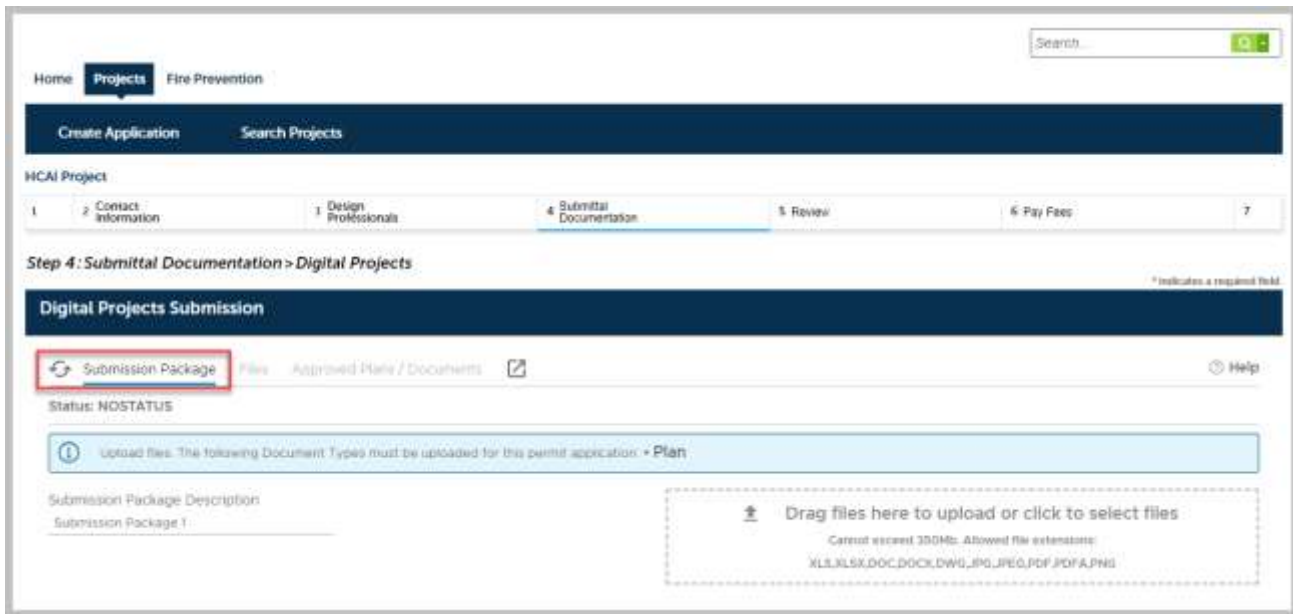 Search...
Home Projects Fire Prevention
Create Application Search Projects
HCAI Project
1 2 Contact Information 3 Design Professionals 4 Submittal Documentation 5 Review 6 Pay Fees 7
Step 4: Submittal Documentation > Digital Projects
* indicates a required field.
Digital Projects Submission
Submission Package Files Approved Plans / Documents Help
Status: NOSTATUS
Upload files. The following Document Types must be uploaded for this permit application: • Plan
Submission Package Description
Submission Package 1
Drag files here to upload or click to select files
Cannot exceed 350Mb. Allowed file extensions:
XLS,XLSX,DOC,DOCX,DWG,JPG,JPEG,PDF,PDFA,PNG